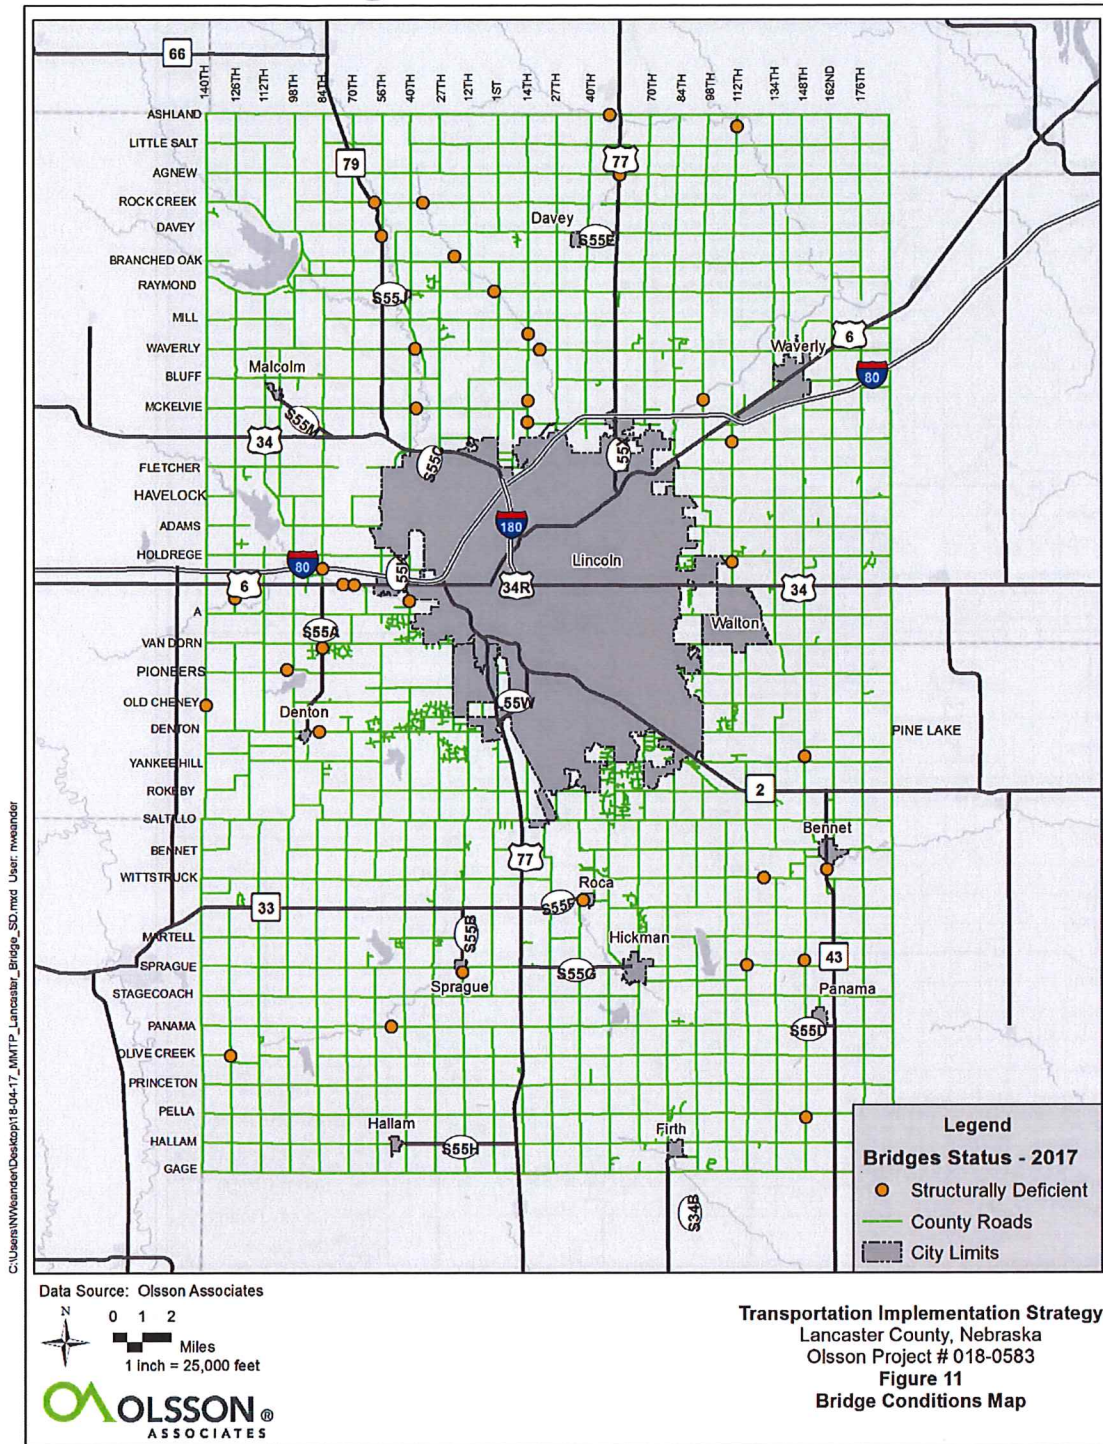 66
140TH
126TH
112TH
98TH
84TH
70TH
56TH
40TH
27TH
12TH
1ST
14TH
27TH
40TH
70TH
84TH
98TH
112TH
134TH
148TH
162ND
176TH
ASHLAND
LITTLE SALT
AGNEW
ROCK CREEK
DAVEY
BRANCHED OAK
RAYMOND
MILL
WAVERLY
BLUFF
MCKELVIE
FLETCHER
HAVELOCK
ADAMS
HOLDREGE
A
VAN DORN
PIONEERS
OLD CHENEY
DENTON
YANKEE HILL
ROKEBY
SALTILLO
BENNET
WITTSTRUCK
MARTELL
SPRAGUE
STAGECOACH
PANAMA
OLIVE CREEK
PRINCETON
PELLA
HALLAM
GAGE
79
77
Davey
S55E
S55J
6
Waverly
80
Malcolm
S55M
34
S55C
55X
180
Lincoln
80
6
55K
34R
34
Walton
S55A
55W
Denton
PINE LAKE
2
Bennet
77
Roca
S55F
33
S55B
Hickman
43
S55G
Sprague
Panama
S55D
Hallam
S55H
Firth
S34B
Legend
Bridges Status - 2017
Structurally Deficient
County Roads
City Limits
C:\Users\NWeander\Desktop\18-04-17_MMTP_Lancaster_Bridge_SD.mxd User: nweander
Data Source: Olsson Associates
N
0 1 2
Miles
1 inch = 25,000 feet
OLSSON ®
ASSOCIATES
Transportation Implementation Strategy
Lancaster County, Nebraska
Olsson Project # 018-0583
Figure 11
Bridge Conditions Map